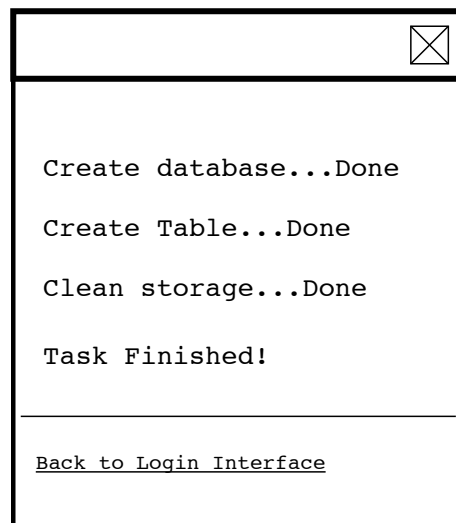 Create database...Done
Create Table...Done
Clean storage...Done
Task Finished!
Back to Login Interface